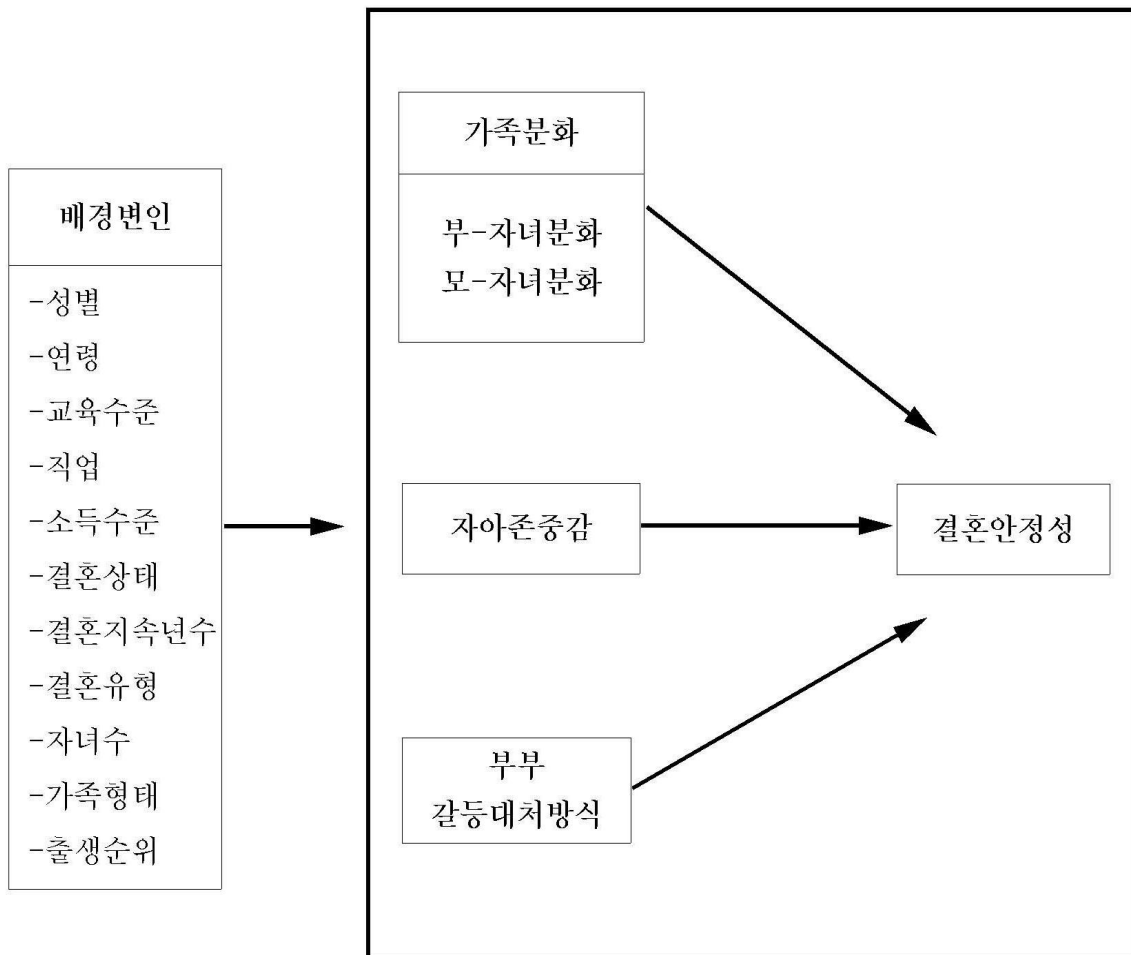 배경변인
-성별
-연령
-교육수준
-직업
-소득수준
-결혼상태
-결혼지속년수
-결혼유형
-자녀수
-가족형태
-출생순위
가족분화
부-자녀분화
모-자녀분화
자아존중감
부부
갈등대처방식
결혼안정성